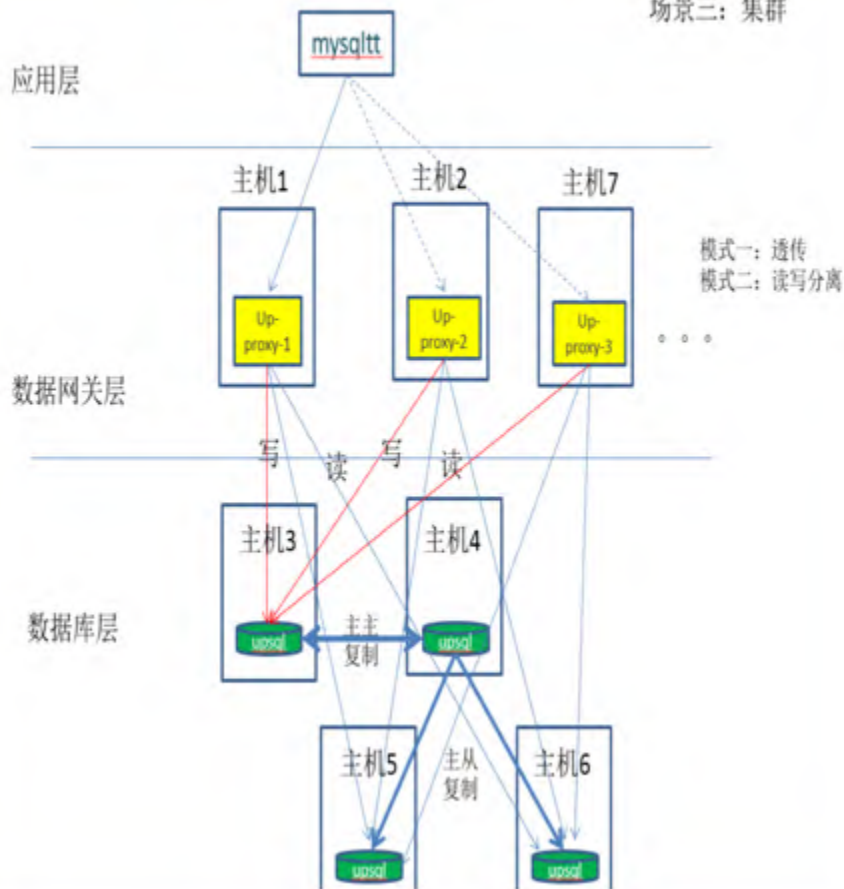 场景三：集群
mysqltt
应用层
主机1
主机2
主机7
模式一：透传
模式二：读写分离
Up-
proxy-1
Up-
proxy-2
Up-
proxy-3
。。。
数据网关层
写
读
写
读
主机3
主机4
数据库层
upsql
主主
复制
upsql
主机5
主从
复制
主机6
upsql
upsql